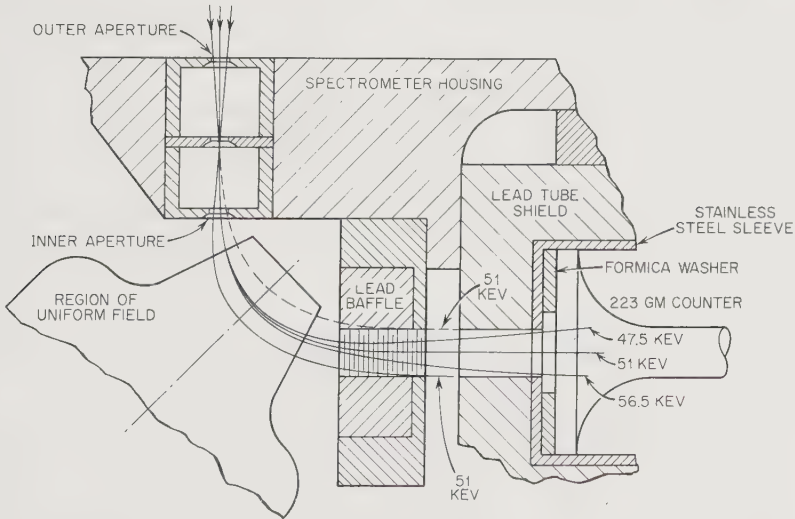 OUTER APERTURE
SPECTROMETER HOUSING
LEAD TUBE
SHIELD
STAINLESS
STEEL SLEEVE
INNER APERTURE
FORMICA WASHER
REGION OF
UNIFORM FIELD
LEAD
BAFFLE
51
KEV
223 GM COUNTER
47.5 KEV
51 KEV
56.5 KEV
51
KEV